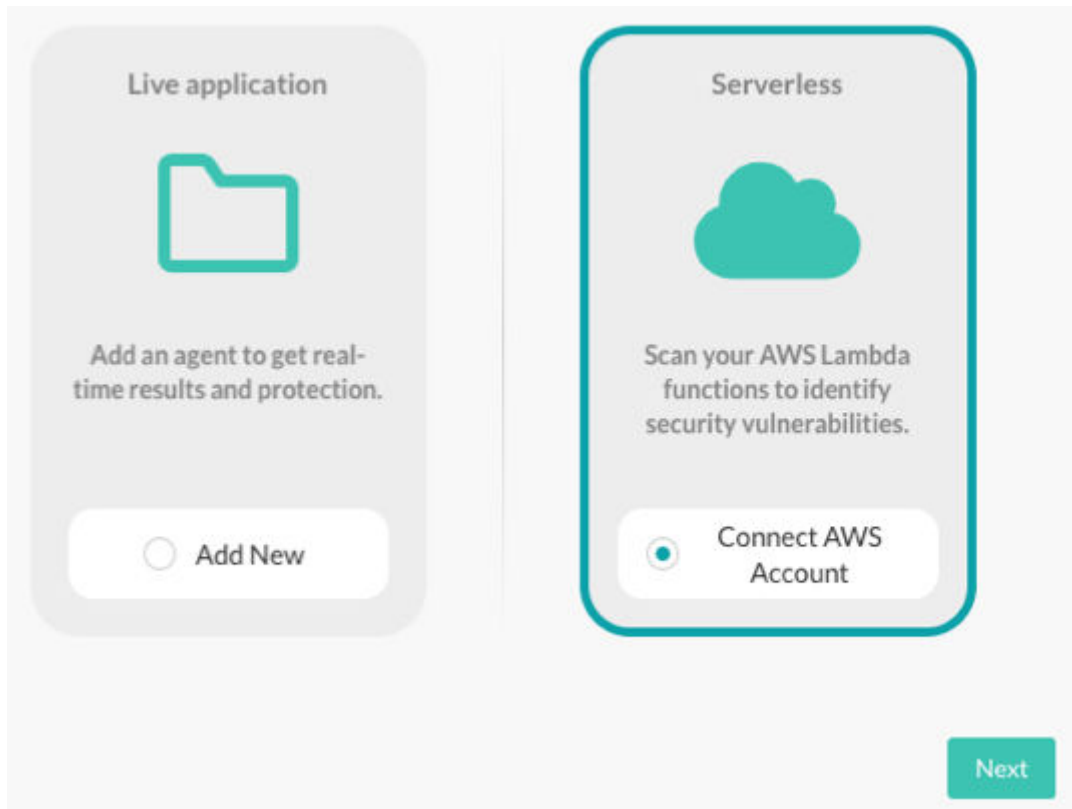 Live application
Add an agent to get real-
time results and protection.
Add New
Serverless
Scan your AWS Lambda
functions to identify
security vulnerabilities.
Connect AWS
Account
Next